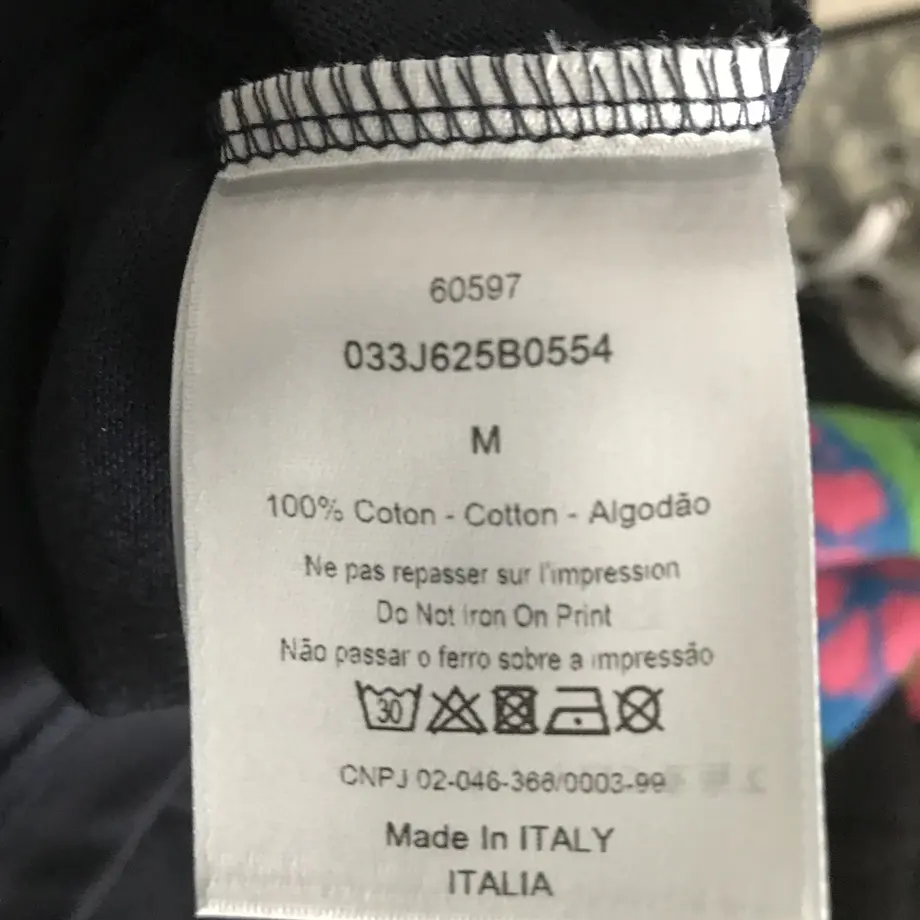 60597
033J625B0554
M
100% Coton - Cotton - Algodão
Ne pas repasser sur l'impression
Do Not Iron On Print
Não passar o ferro sobre a impressão
30
CNPJ 02-046-368/0003-99
Made In ITALY
ITALIA